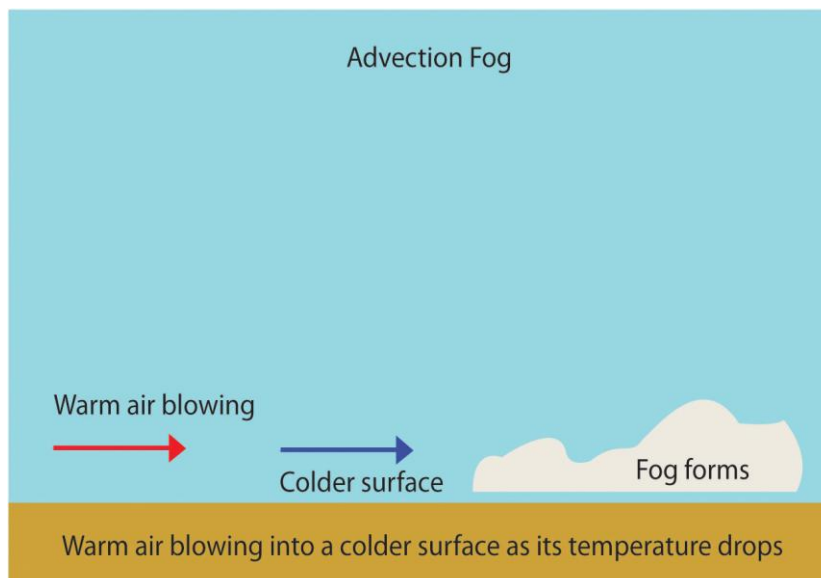 Advection Fog
Warm air blowing
Colder surface
Fog forms
Warm air blowing into a colder surface as its temperature drops